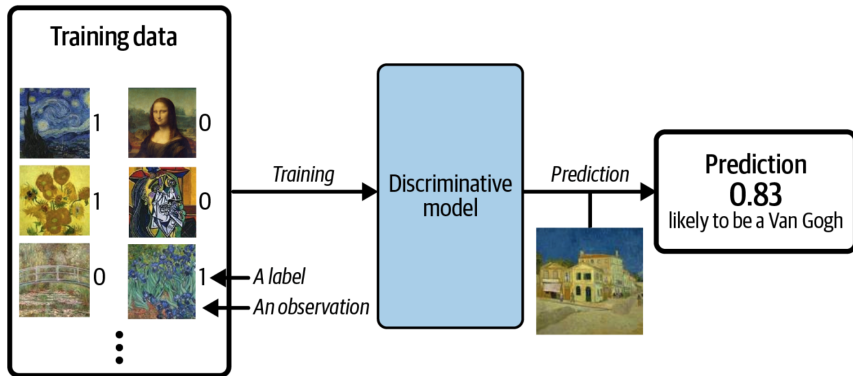 Training data
1
0
1
0
0
1
A label
An observation
Training
Discriminative
model
Prediction
Prediction
0.83
likely to be a Van Gogh